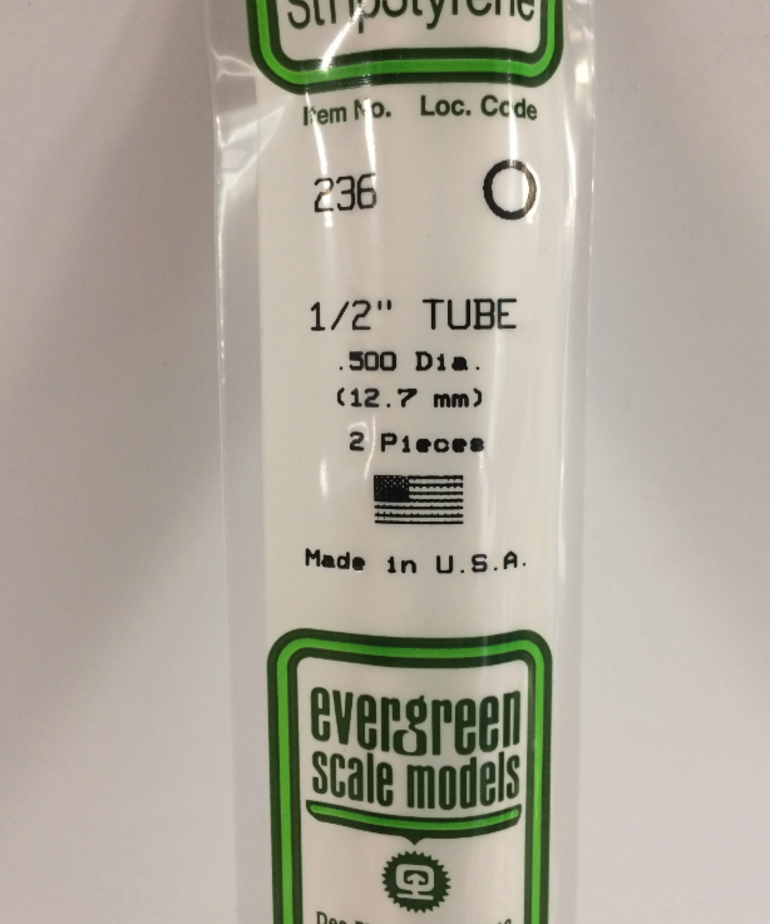 Item No. Loc. Code
236
1/2" TUBE
.500 Dia.
(12.7 mm)
2 Pieces
Made in U.S.A.
evergreen
scale models